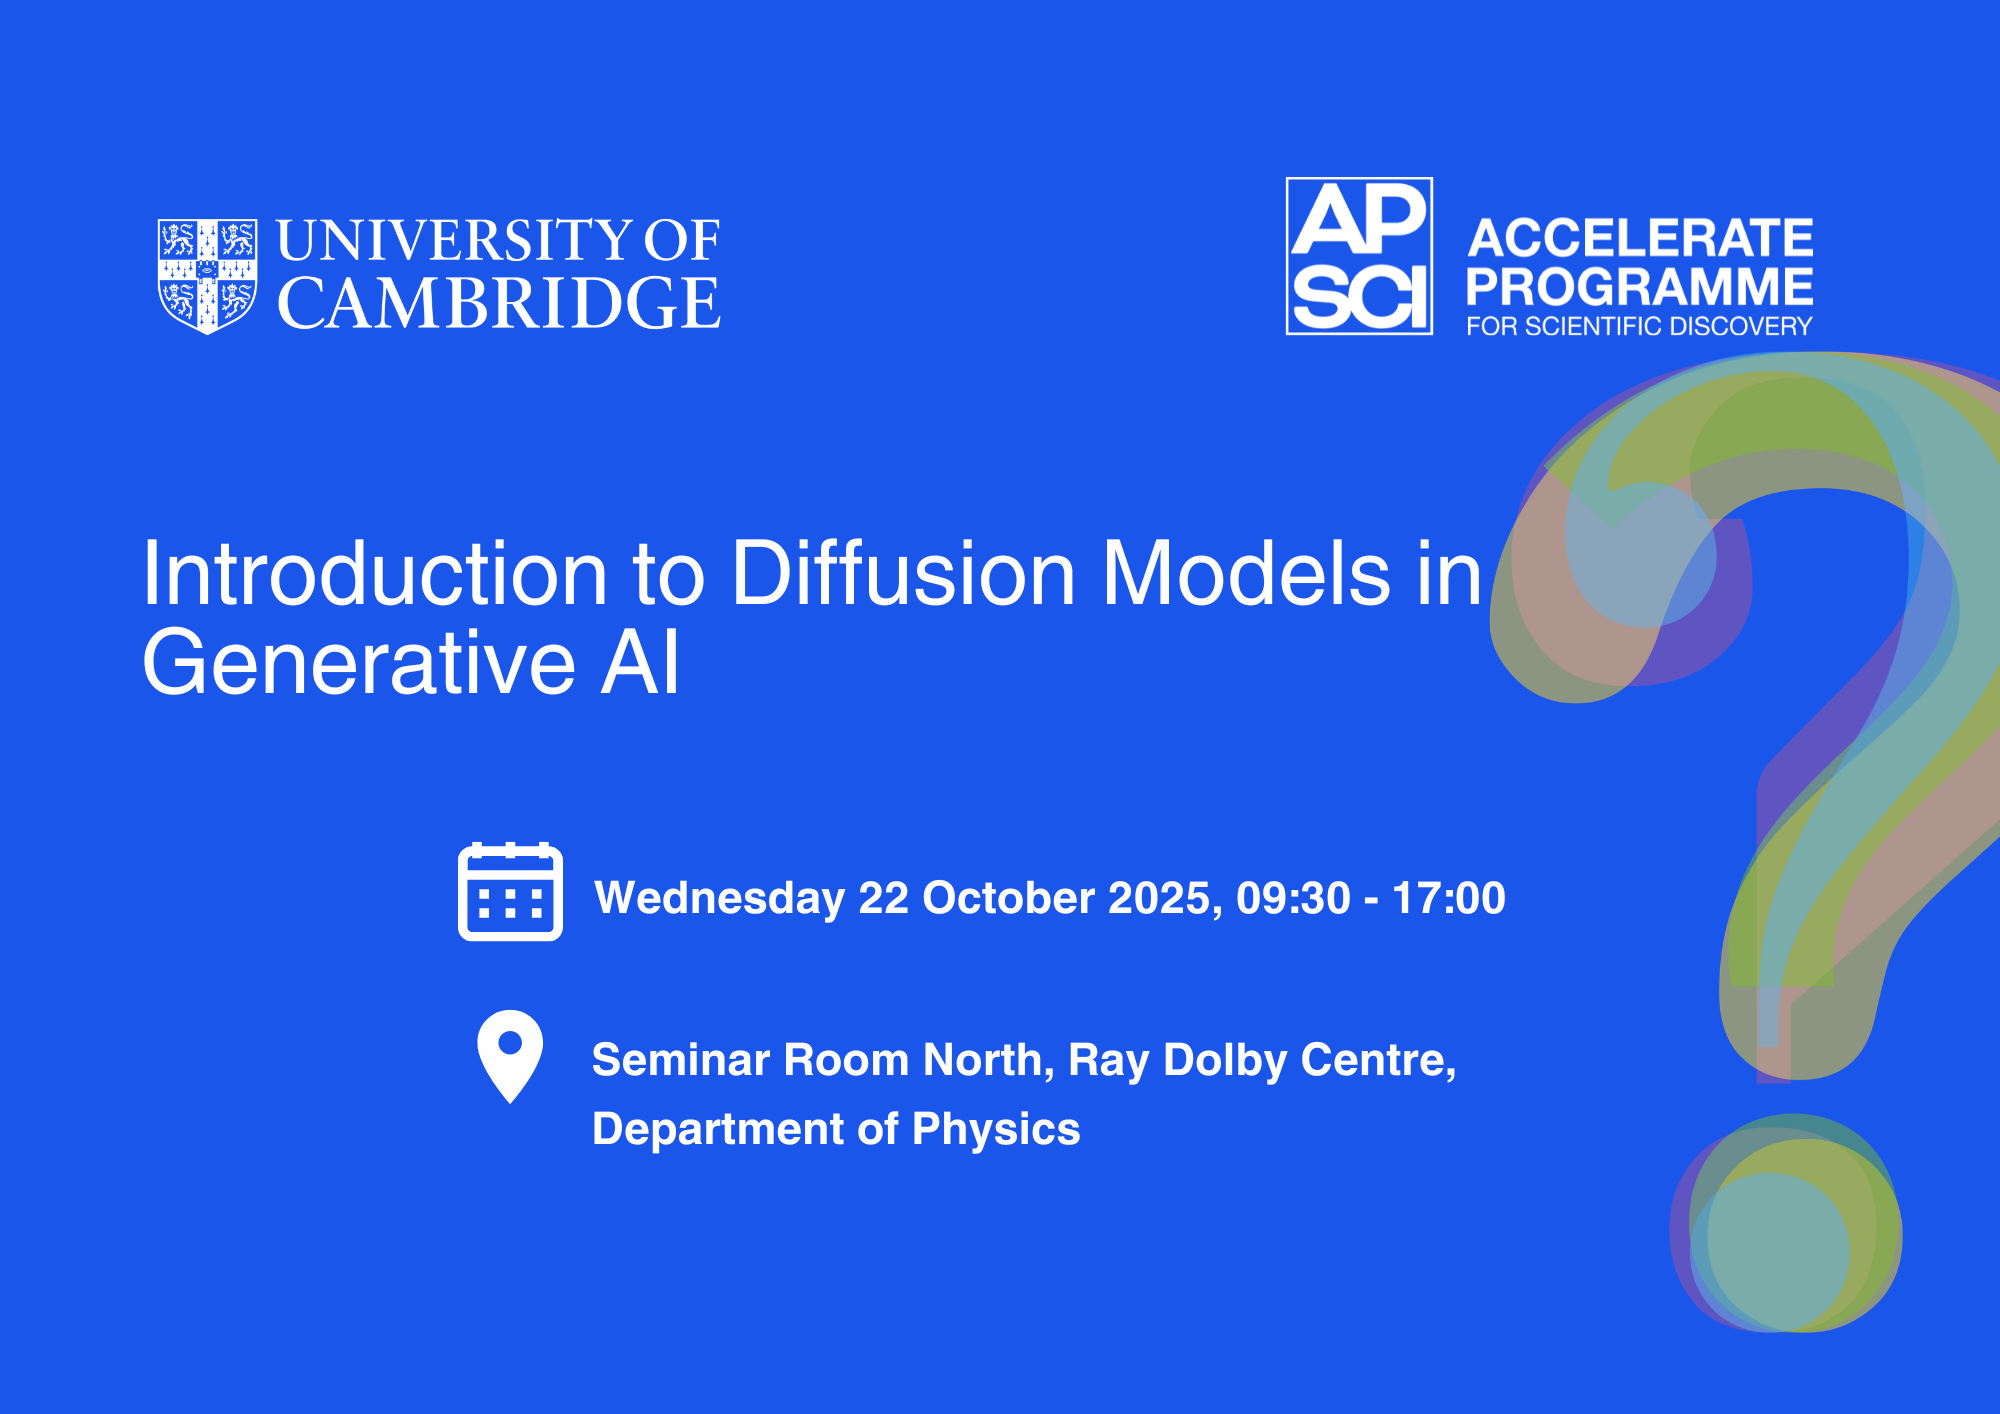 UNIVERSITY OF
CAMBRIDGE
AP
SCI
ACCELERATE
PROGRAMME
FOR SCIENTIFIC DISCOVERY
Introduction to Diffusion Models in
Generative AI
Wednesday 22 October 2025, 09:30 - 17:00
Seminar Room North, Ray Dolby Centre,
Department of Physics